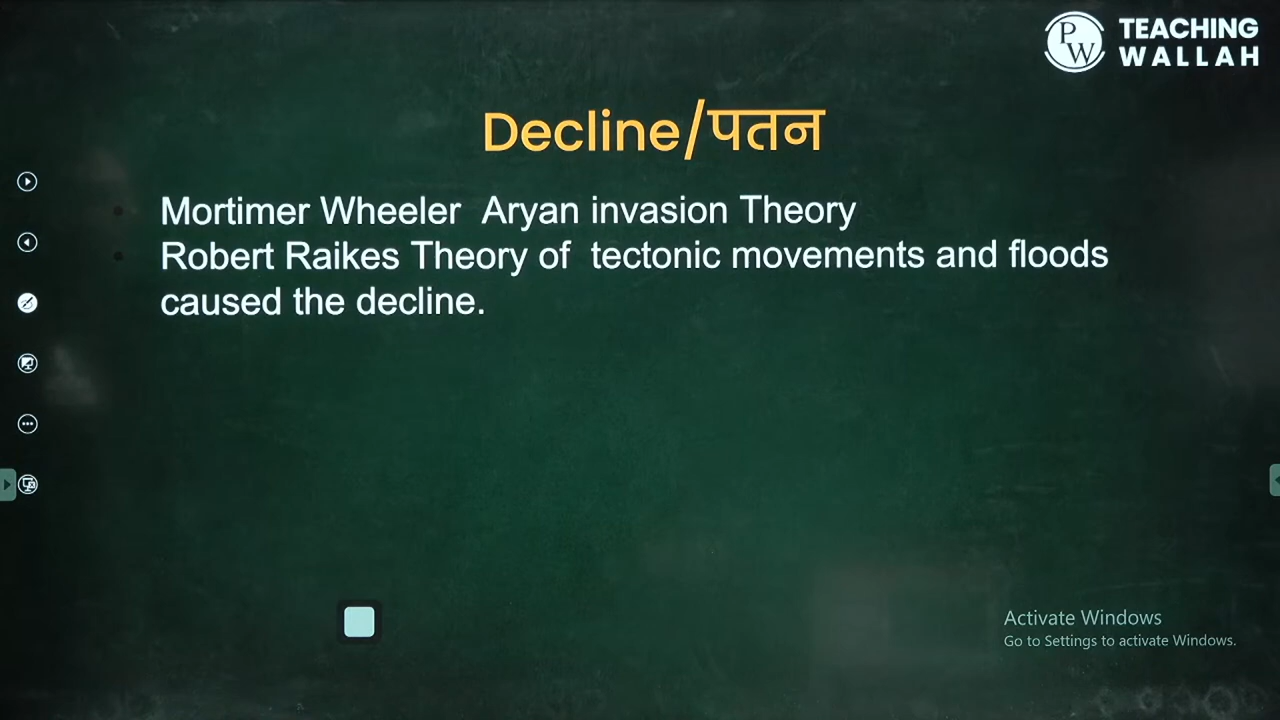 PW TEACHING
WALLAH
Decline/पतन
Mortimer Wheeler Aryan invasion Theory
Robert Raikes Theory of tectonic movements and floods
caused the decline.
Activate Windows
Go to Settings to activate Windows.